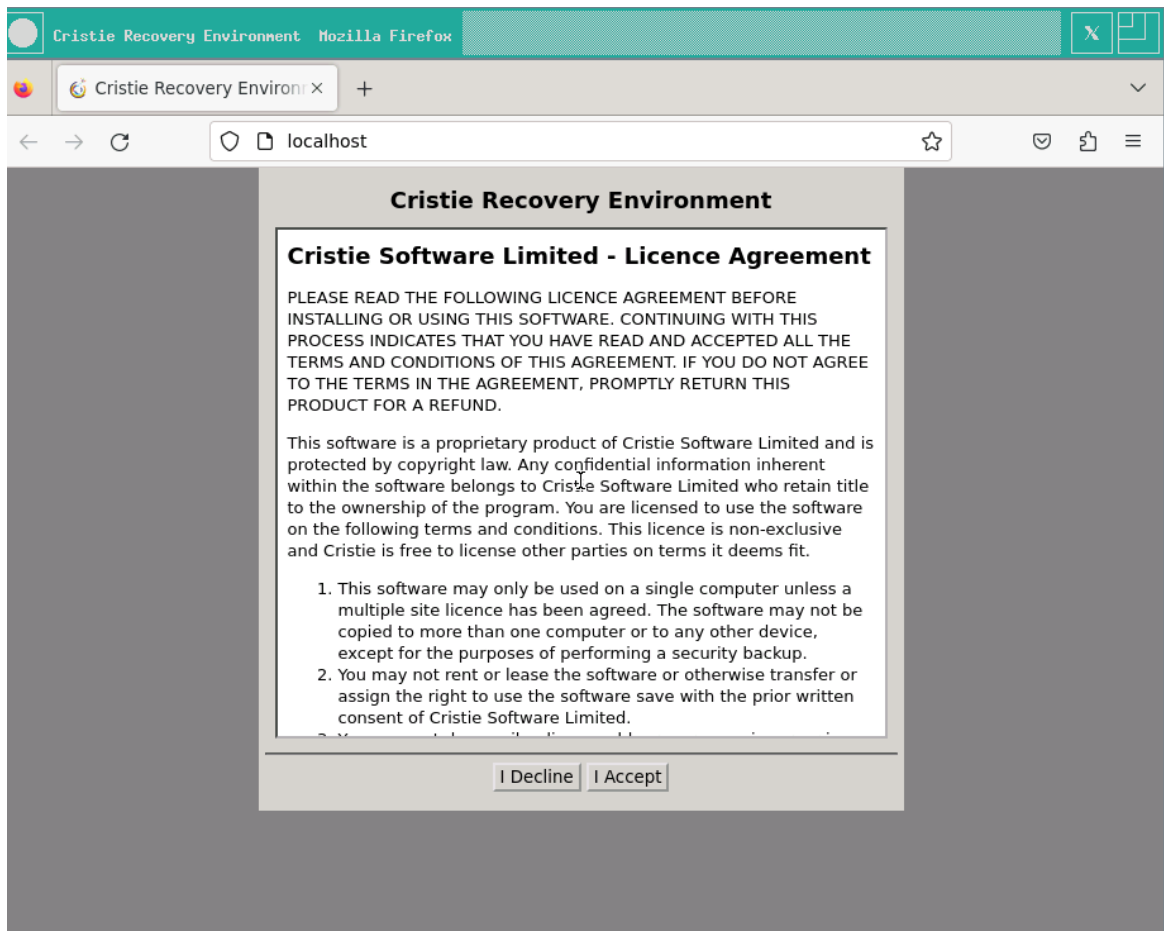 Cristie Recovery Environment  Mozilla Firefox
X
Cristie Recovery Environ
localhost
Cristie Recovery Environment
Cristie Software Limited - Licence Agreement
PLEASE READ THE FOLLOWING LICENCE AGREEMENT BEFORE
INSTALLING OR USING THIS SOFTWARE. CONTINUING WITH THIS
PROCESS INDICATES THAT YOU HAVE READ AND ACCEPTED ALL THE
TERMS AND CONDITIONS OF THIS AGREEMENT. IF YOU DO NOT AGREE
TO THE TERMS IN THE AGREEMENT, PROMPTLY RETURN THIS
PRODUCT FOR A REFUND.
This software is a proprietary product of Cristie Software Limited and is
protected by copyright law. Any confidential information inherent
within the software belongs to Cristie Software Limited who retain title
to the ownership of the program. You are licensed to use the software
on the following terms and conditions. This licence is non-exclusive
and Cristie is free to license other parties on terms it deems fit.
1. This software may only be used on a single computer unless a
multiple site licence has been agreed. The software may not be
copied to more than one computer or to any other device,
except for the purposes of performing a security backup.
2. You may not rent or lease the software or otherwise transfer or
assign the right to use the software save with the prior written
consent of Cristie Software Limited.
I Decline I Accept